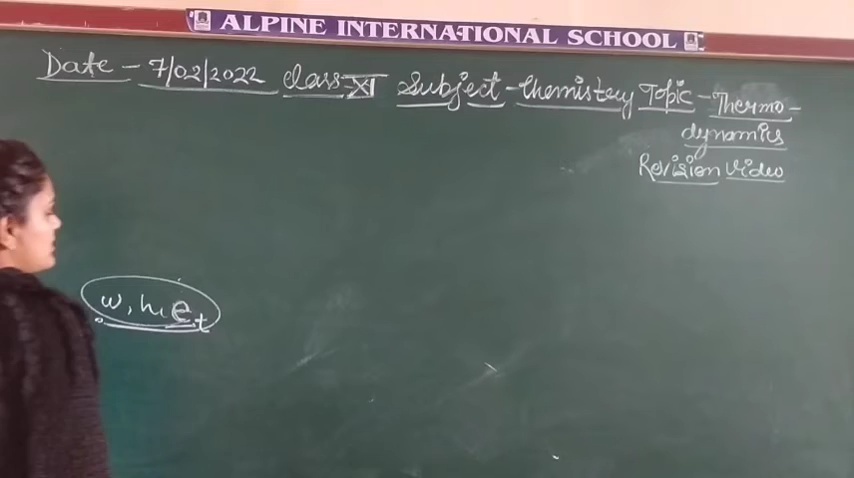 ALPINE INTERNATIONAL SCHOOL
Date - 7/02/2022 Class - XI Subject - Chemistry Topic - Thermo-
dynamics
Revision Video
w, h, e